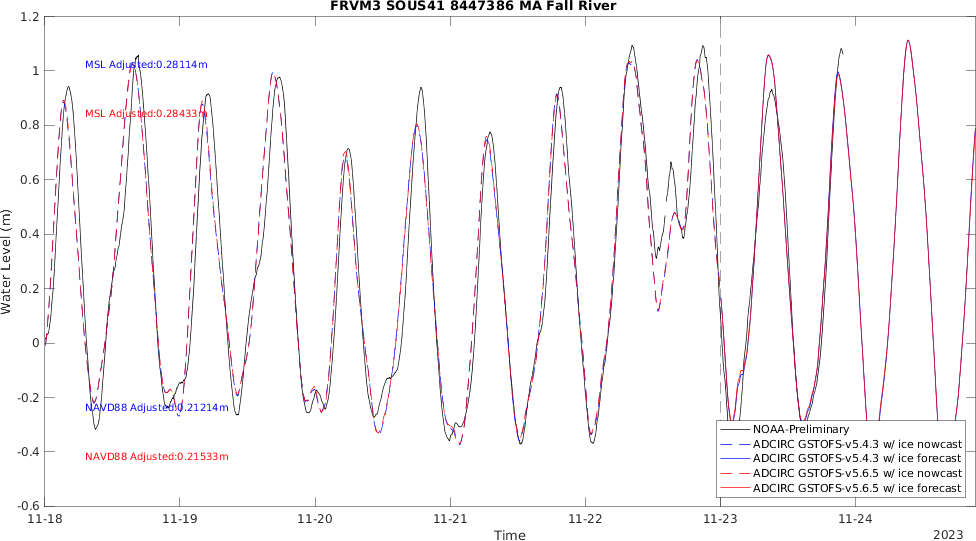 FRVM3 SOUS41 8447386 MA Fall River
1.2
1
0.8
0.6
0.4
0.2
0
-0.2
-0.4
-0.6
Water Level (m)
MSL Adjusted:0.28114m
MSL Adjusted:0.28433m
NAVD88 Adjusted:0.21214m
NAVD88 Adjusted:0.21533m
NOAA-Preliminary
ADCIRC GSTOFS-v5.4.3 w/ ice nowcast
ADCIRC GSTOFS-v5.4.3 w/ ice forecast
ADCIRC GSTOFS-v5.6.5 w/ ice nowcast
ADCIRC GSTOFS-v5.6.5 w/ ice forecast
11-18 11-19 11-20 11-21 11-22 11-23 11-24
Time
2023